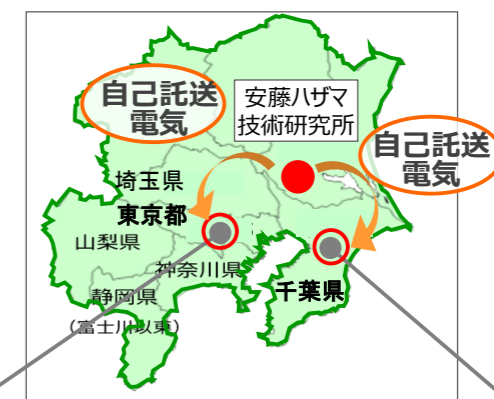 自己託送
電気
安藤ハザマ
技術研究所
自己託送
電気
埼玉県
東京都
山梨県
神奈川県
千葉県
静岡県
(富士川以東)